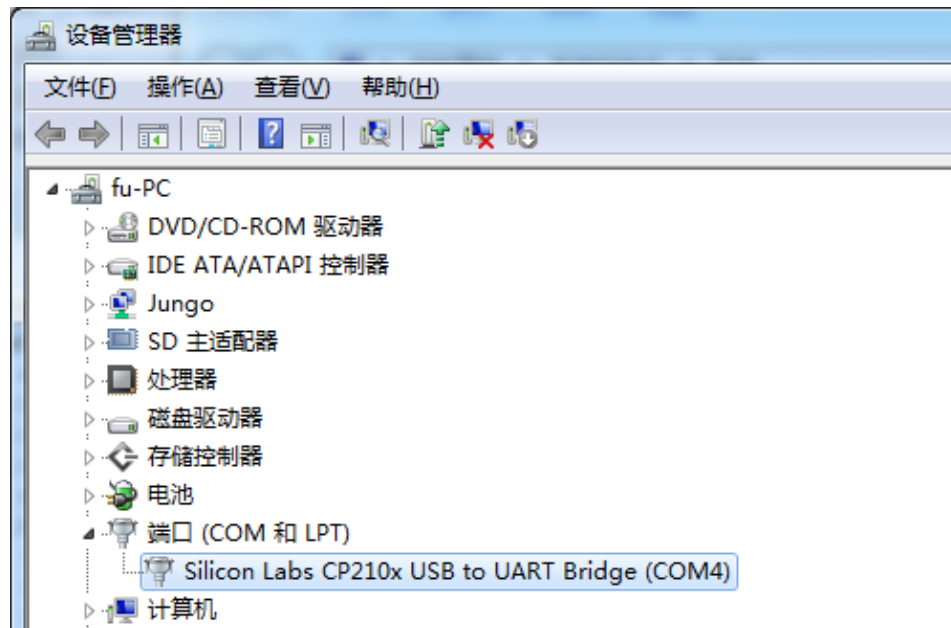 设备管理器
文件(F) 操作(A) 查看(V) 帮助(H)
fu-PC
DVD/CD-ROM 驱动器
IDE ATA/ATAPI 控制器
Jungo
SD 主适配器
处理器
磁盘驱动器
存储控制器
电池
端口 (COM 和 LPT)
Silicon Labs CP210x USB to UART Bridge (COM4)
计算机